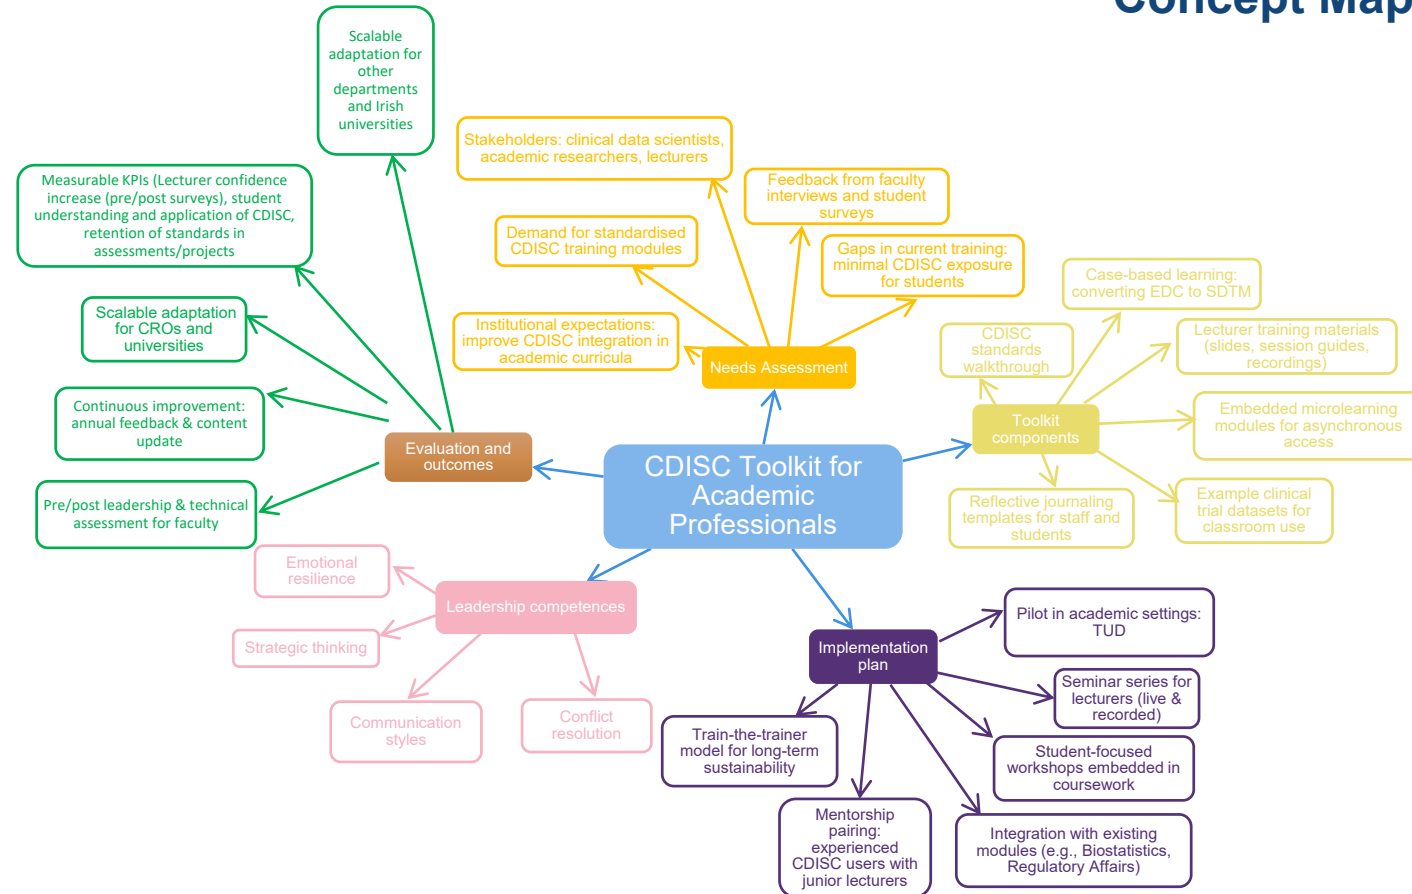 Concept Map
Scalable
adaptation for
other
departments
and Irish
universities
Stakeholders: clinical data scientists,
academic researchers, lecturers
Feedback from faculty
interviews and student
surveys
Measurable KPIs (Lecturer confidence
increase (pre/post surveys), student
understanding and application of CDISC,
retention of standards in
assessments/projects
Demand for standardised
CDISC training modules
Gaps in current training:
minimal CDISC exposure
for students
Case-based learning:
converting EDC to SDTM
Scalable adaptation
for CROs and
universities
Institutional expectations:
improve CDISC integration in
academic curricula
Needs Assessment
CDISC
standards
walkthrough
Lecturer training materials
(slides, session guides,
recordings)
Continuous improvement:
annual feedback & content
update
Evaluation and
outcomes
Toolkit
components
Embedded microlearning
modules for asynchronous
access
CDISC Toolkit for
Academic
Professionals
Pre/post leadership & technical
assessment for faculty
Reflective journaling
templates for staff and
students
Example clinical
trial datasets for
classroom use
Emotional
resilience
Leadership competences
Strategic thinking
Communication
styles
Conflict
resolution
Implementation
plan
Pilot in academic settings:
TUD
Seminar series for
lecturers (live &
recorded)
Train-the-trainer
model for long-term
sustainability
Student-focused
workshops embedded in
coursework
Mentorship
pairing:
experienced
CDISC users with
junior lecturers
Integration with existing
modules (e.g., Biostatistics,
Regulatory Affairs)